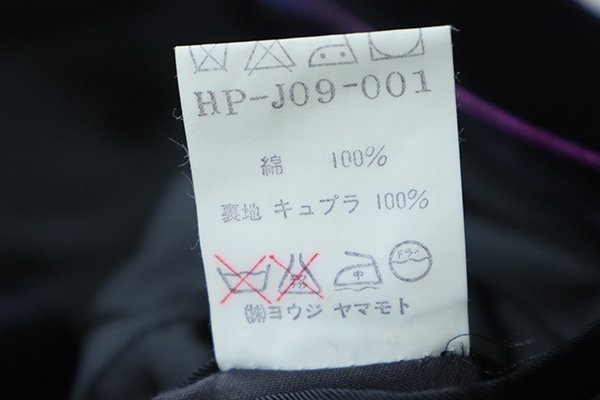 HP-J09-001
綿 100%
裏地 キュプラ 100%
中 ドライ
㈱ヨウジ ヤマモト